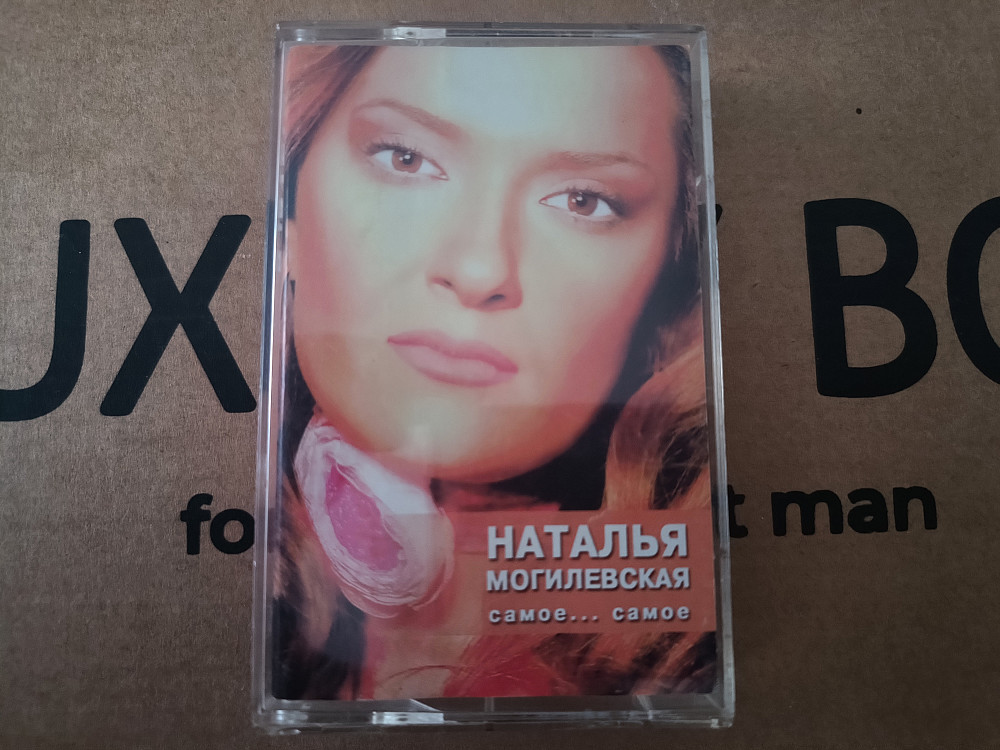 UX BO
fo t man
НАТАЛЬЯ
МОГИЛЕВСКАЯ
самое... самое